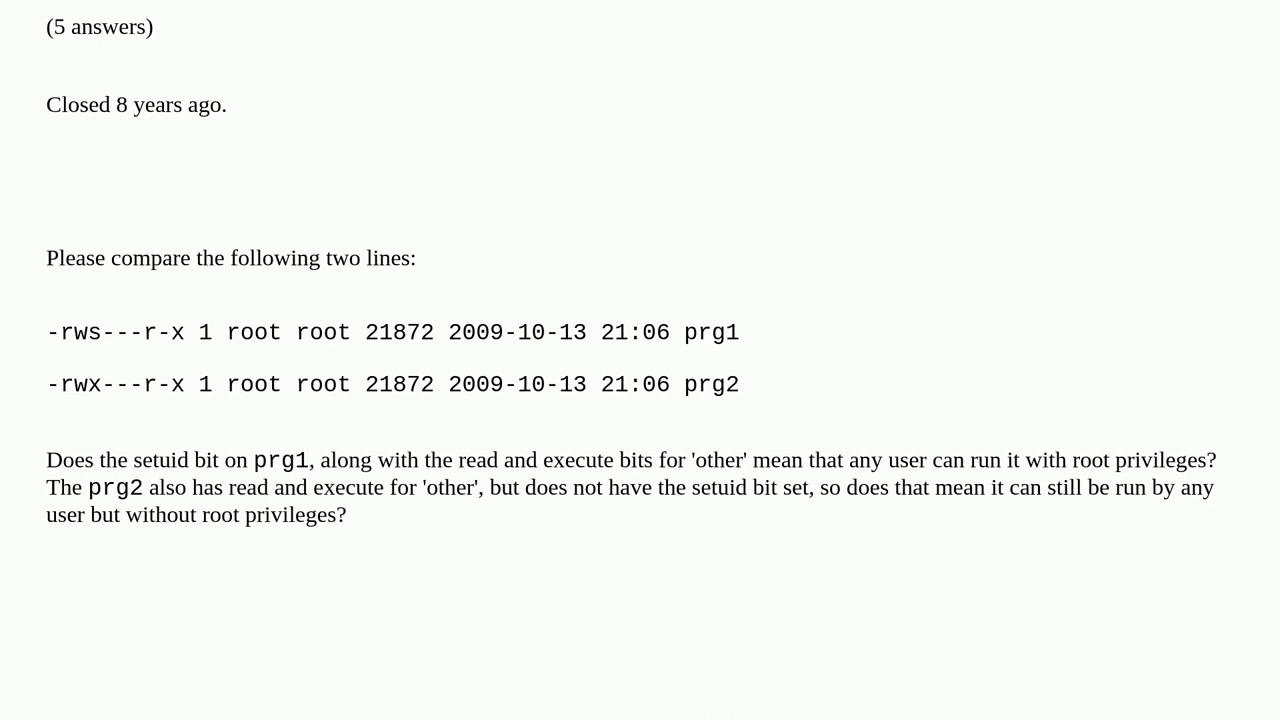 (5 answers)
Closed 8 years ago.
Please compare the following two lines:
-rws---r-x 1 root root 21872 2009-10-13 21:06 prg1
-rwx---r-x 1 root root 21872 2009-10-13 21:06 prg2
Does the setuid bit on prg1, along with the read and execute bits for 'other' mean that any user can run it with root privileges?
The prg2 also has read and execute for 'other', but does not have the setuid bit set, so does that mean it can still be run by any
user but without root privileges?